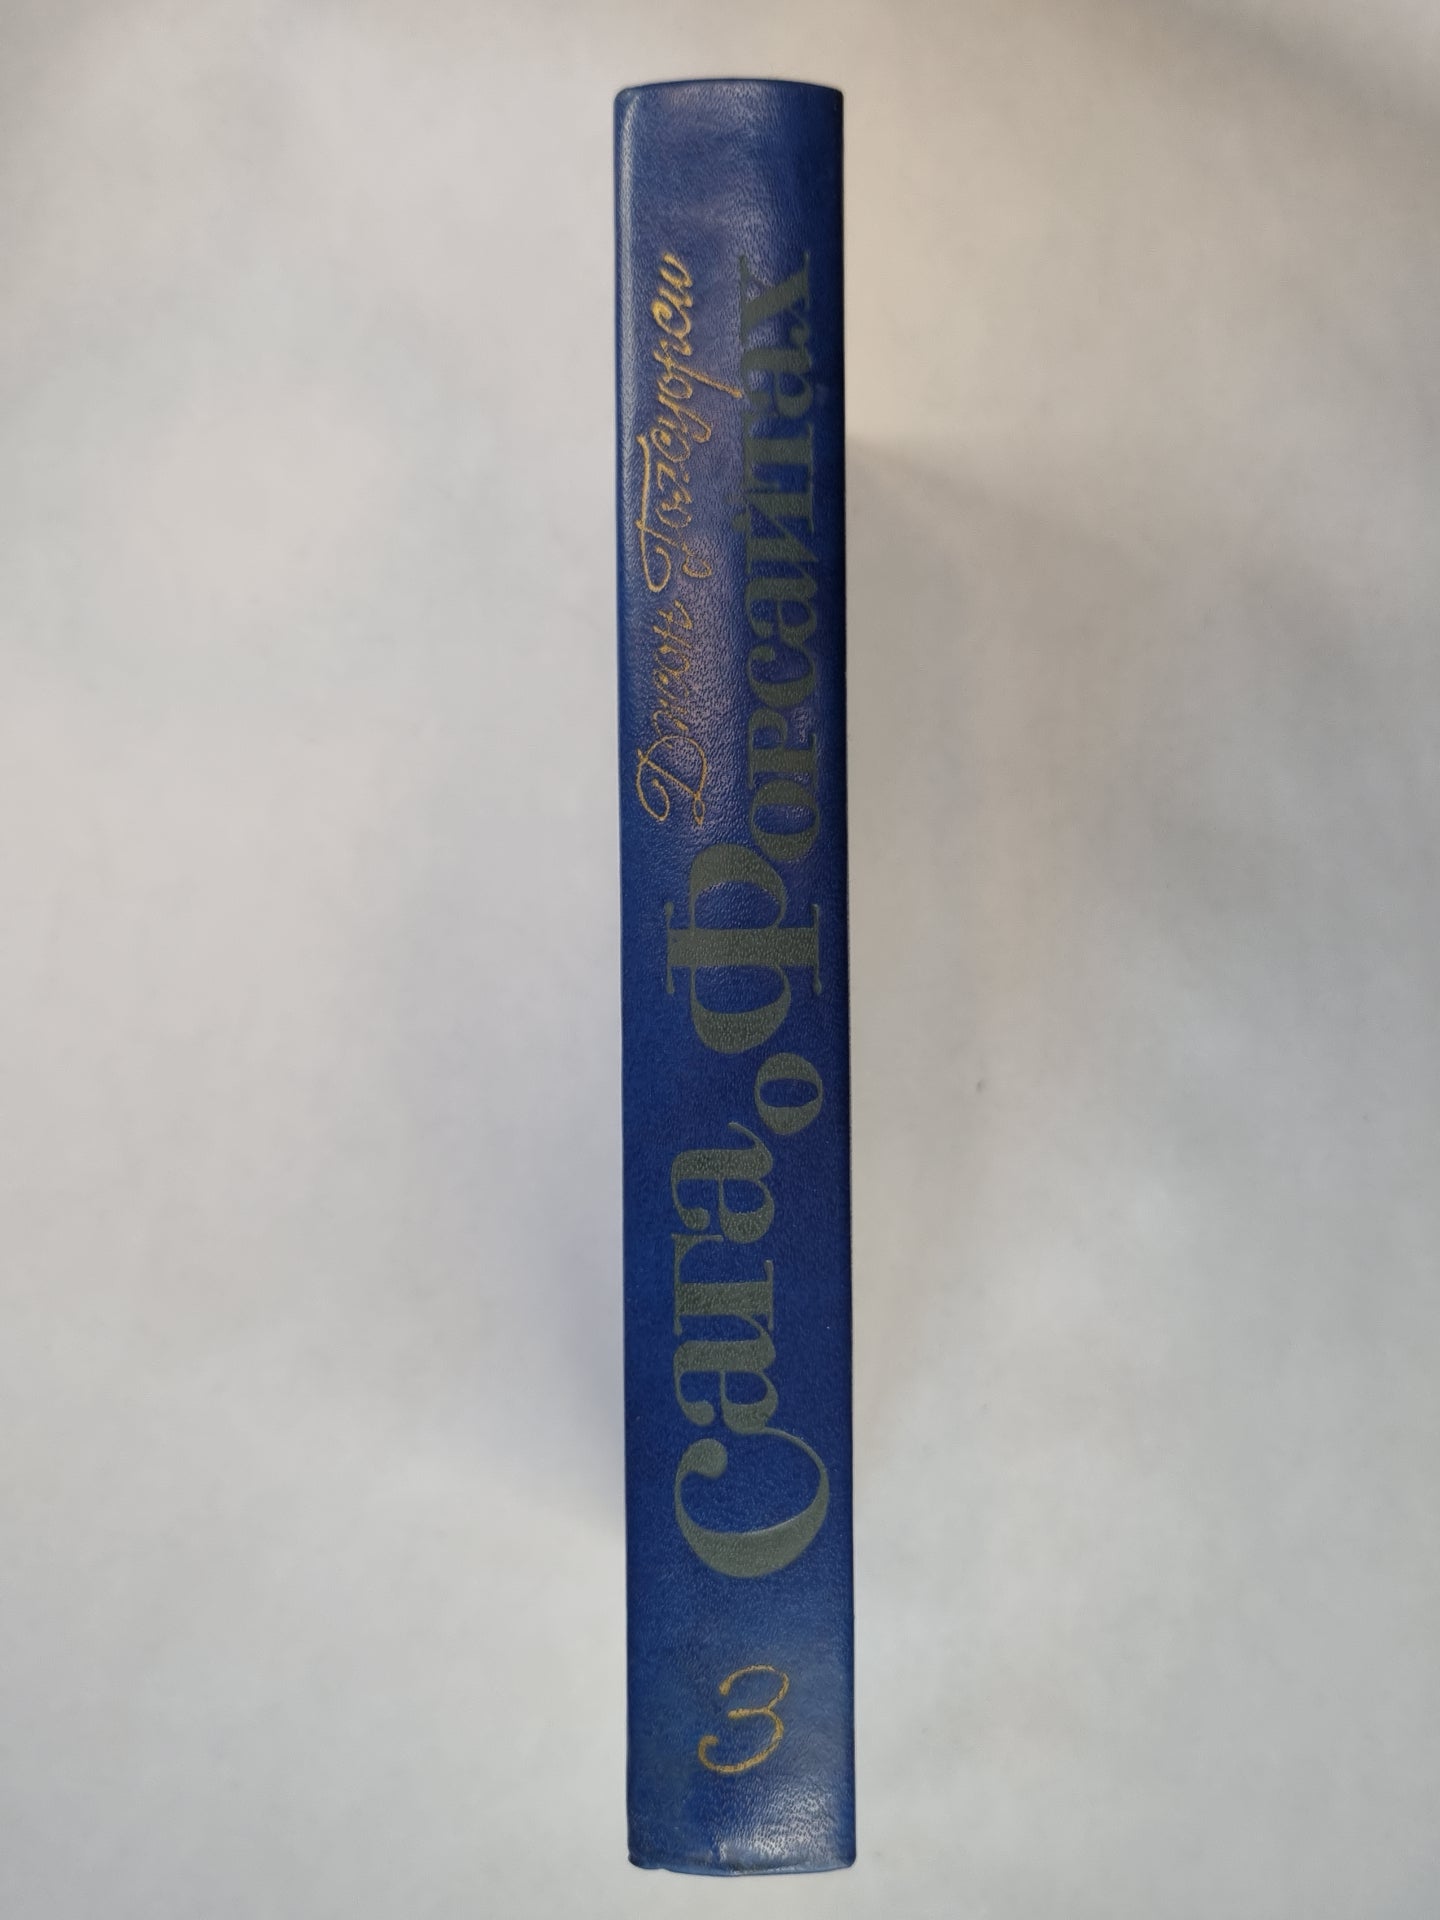 Джон Голсуорси
Сага о Форсайтах
3